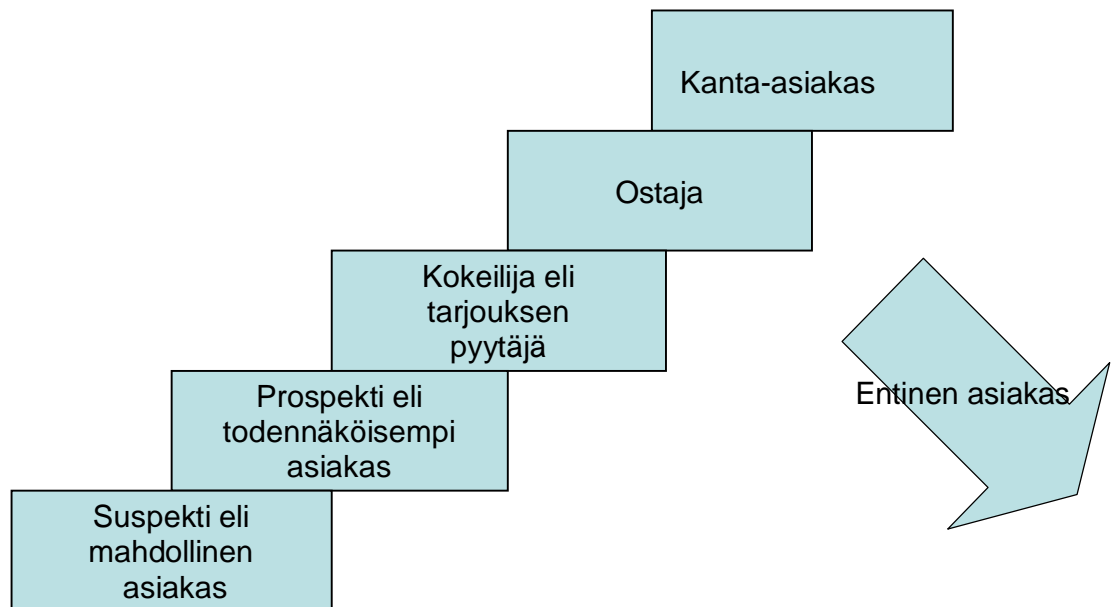 Kanta-asiakas
Ostaja
Kokeilija eli
tarjouksen
pyytäjä
Entinen asiakas
Prospekti eli
todennäköisempi
asiakas
Suspekti eli
mahdollinen
asiakas